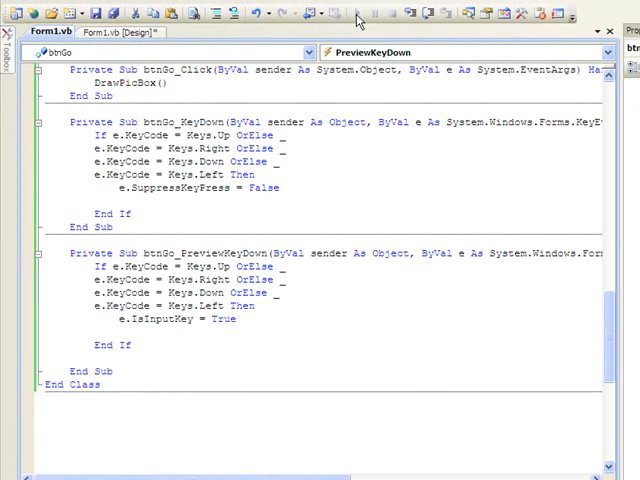 Form1.vb
Form1.vb [Design]*
Pro
Toolbox
btnGo
PreviewKeyDown
btn
Private Sub btnGo_Click(ByVal sender As System.Object, ByVal e As System.EventArgs) Ha
DrawPicBox()
End Sub
Private Sub btnGo_KeyDown(ByVal sender As Object, ByVal e As System.Windows.Forms.KeyE
If e.KeyCode = Keys.Up OrElse _
e.KeyCode = Keys.Right OrElse _
e.KeyCode = Keys.Down OrElse _
e.KeyCode = Keys.Left Then
e.SuppressKeyPress = False
End If
End Sub
Private Sub btnGo_PreviewKeyDown(ByVal sender As Object, ByVal e As System.Windows.Form
If e.KeyCode = Keys.Up OrElse _
e.KeyCode = Keys.Right OrElse _
e.KeyCode = Keys.Down OrElse _
e.KeyCode = Keys.Left Then
e.IsInputKey = True
End If
End Sub
End Class